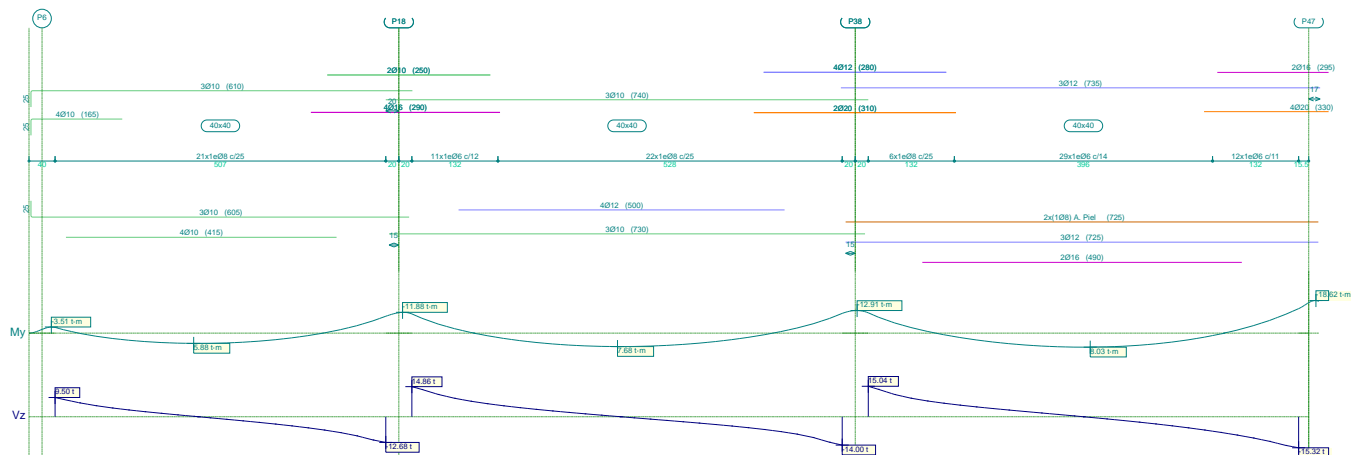 P6 P18 P38 P47
2Ø10 (250) 4Ø12 (280) 2Ø16 (295)
3Ø10 (610) 3Ø10 (740) 3Ø12 (735)
25 20 17
4Ø10 (165) 4Ø16 (290) 2Ø20 (310) 4Ø20 (330)
25 40x40 40x40 40x40
21x1eØ8 c/25 11x1eØ6 c/12 22x1eØ8 c/25 6x1eØ8 c/25 29x1eØ6 c/14 12x1eØ6 c/11
40 507 20 20 132 528 20 20 132 396 132 15.5
25 3Ø10 (605) 4Ø12 (500) 2x(1Ø8) A. Piel (725)
4Ø10 (415) 15 3Ø10 (730) 15 3Ø12 (725)
2Ø16 (490)
-3.51 t·m -11.88 t·m -12.91 t·m -18.62 t·m
My
5.88 t·m 7.68 t·m 8.03 t·m
9.50 t 14.86 t 15.04 t
Vz
-12.68 t -14.00 t -15.32 t